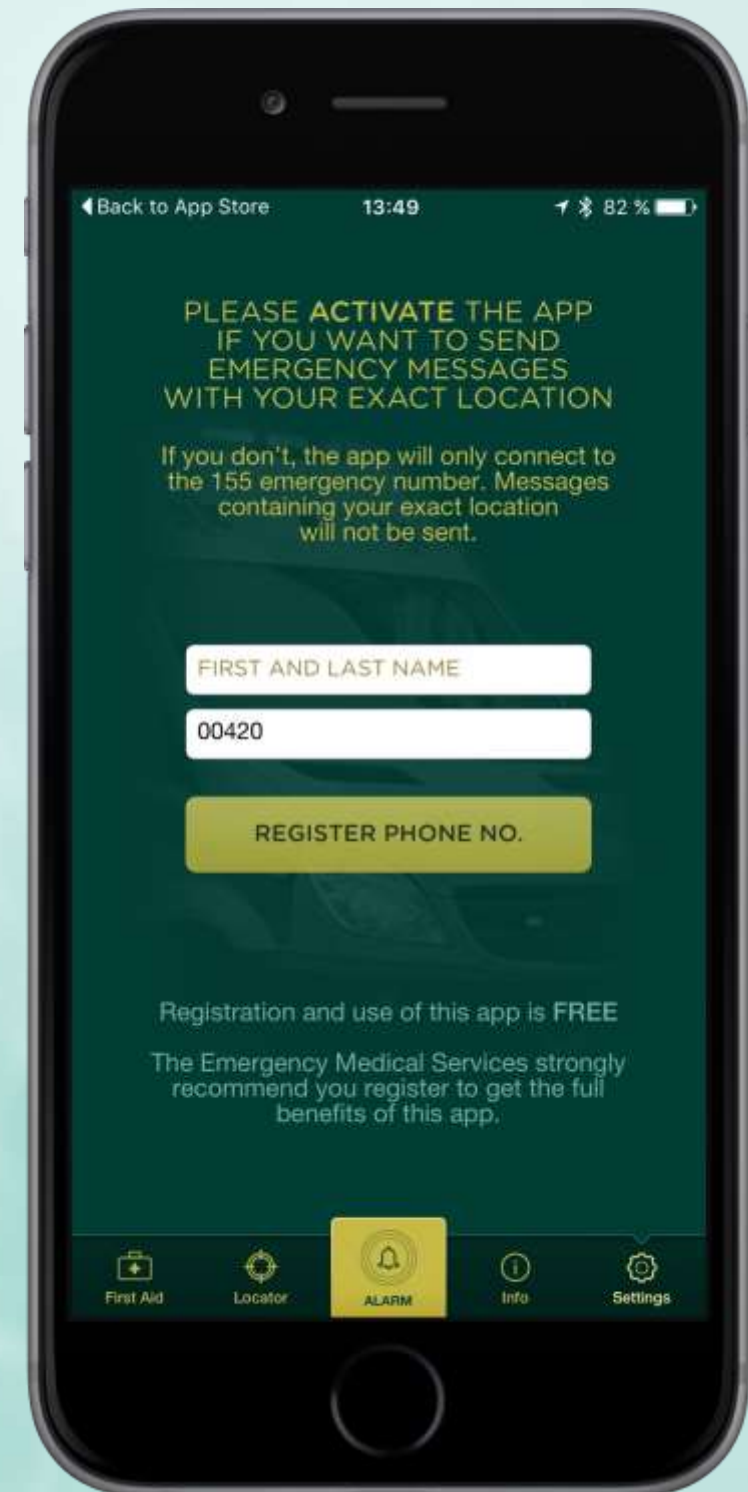 Back to App Store 13:49 82 %
PLEASE ACTIVATE THE APP
IF YOU WANT TO SEND
EMERGENCY MESSAGES
WITH YOUR EXACT LOCATION
If you don't, the app will only connect to
the 155 emergency number. Messages
containing your exact location
will not be sent.
FIRST AND LAST NAME
00420
REGISTER PHONE NO.
Registration and use of this app is FREE
The Emergency Medical Services strongly
recommend you register to get the full
benefits of this app.
First Aid Locator ALARM Info Settings